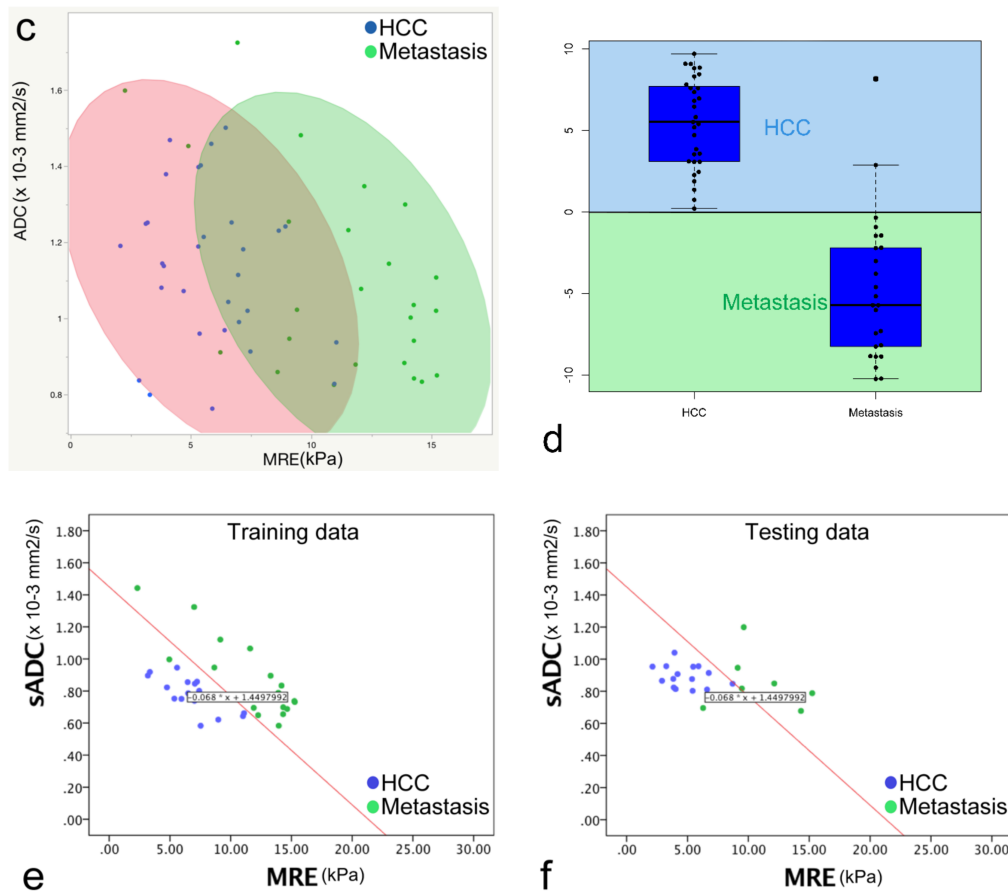 c
HCC
Metastasis
ADC (x 10-3 mm2/s)
1.6
1.4
1.2
1
0.8
0
5
10
15
MRE(kPa)
10
5
0
-5
-10
HCC
Metastasis
HCC
Metastasis
d
Training data
sADC (x 10-3 mm2/s)
1.80
1.60
1.40
1.20
1.00
.80
.60
.40
.20
.00
-0.068 * x + 1.4497992
HCC
Metastasis
.00
5.00
10.00
15.00
20.00
25.00
30.00
MRE (kPa)
e
Testing data
sADC (x 10-3 mm2/s)
1.80
1.60
1.40
1.20
1.00
.80
.60
.40
.20
.00
-0.068 * x + 1.4497992
HCC
Metastasis
.00
5.00
10.00
15.00
20.00
25.00
30.00
MRE (kPa)
f